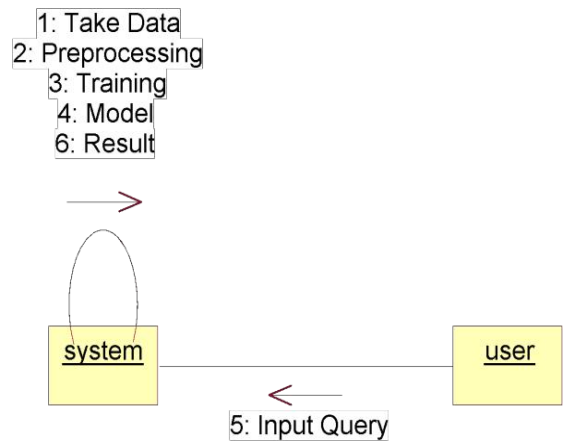 1: Take Data
2: Preprocessing
3: Training
4: Model
6: Result
system
user
5: Input Query